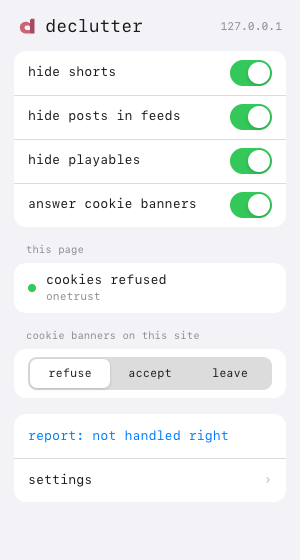 declutter
127.0.0.1
hide shorts
hide posts in feeds
hide playables
answer cookie banners
this page
cookies refused
onetrust
cookie banners on this site
refuse
accept
leave
report: not handled right
settings ›